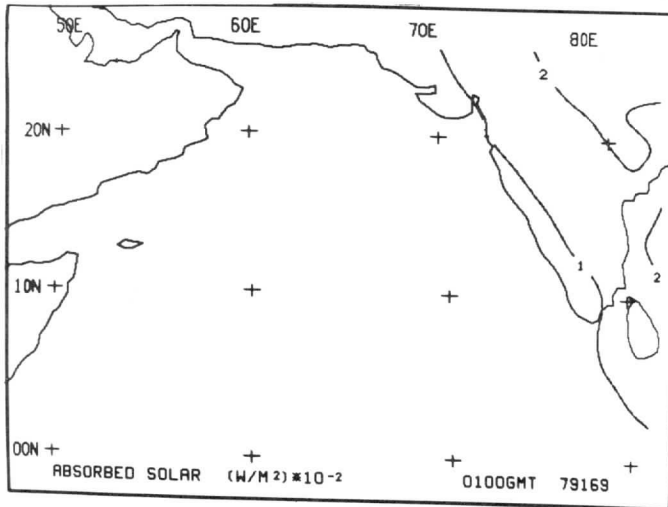 50E 60E 70E 80E
2
20N
1
2
10N
00N
ABSORBED SOLAR (W/M²)*10⁻² 0100GMT 79169